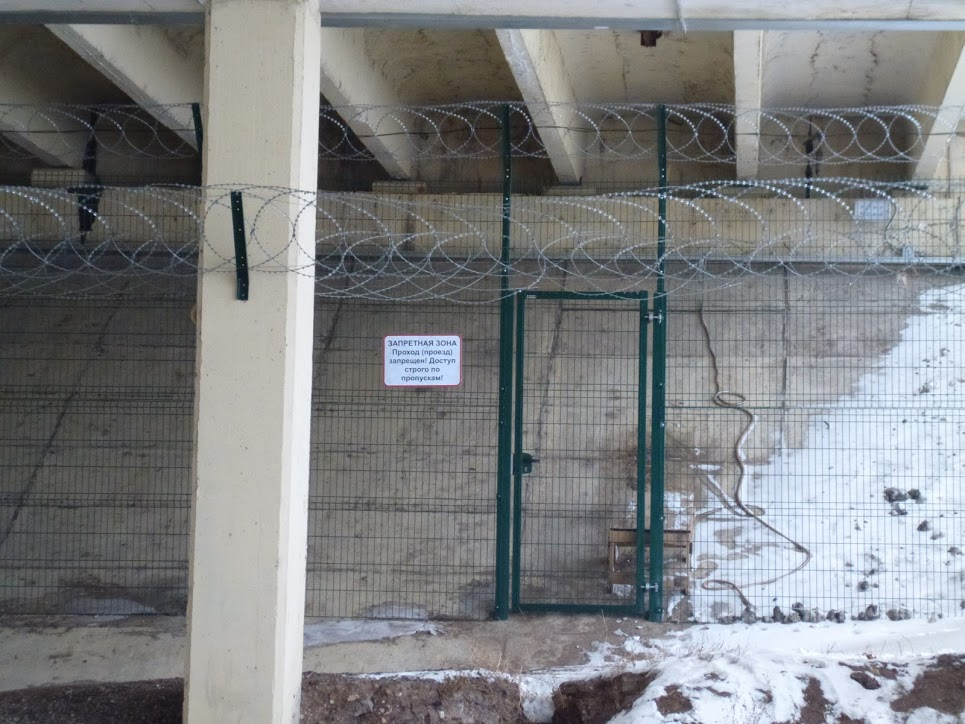 ЗАПРЕТНАЯ ЗОНА
Проход (проезд)
запрещен! Доступ
строго по
пропускам!